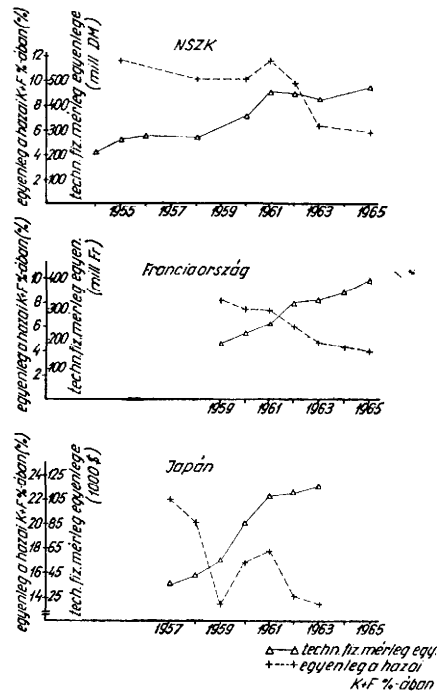 NSZK
egyenleg a hazai K+F %-ában (%)
techn. fiz. mérleg egyenlege
(mill DM)
12
10 500
8 400
6 300
4 200
2 100
1955 1957 1959 1961 1963 1965
Franciaország
egyenleg a hazai K+F %-ában (%)
techn. fiz. mérleg egyen.
(mill Fr)
10 400
8 300
6
4 200
2 100
1959 1961 1963 1965
Japán
egyenleg a hazai K+F %-ában (%)
tech. fiz. mérleg egyenlege
(1000 $)
24 125
22 105
20 85
18 65
16 45
14 25
1957 1959 1961 1963 1965
techn. fiz. mérleg egy.
egyenleg a hazai
K+F %-ában